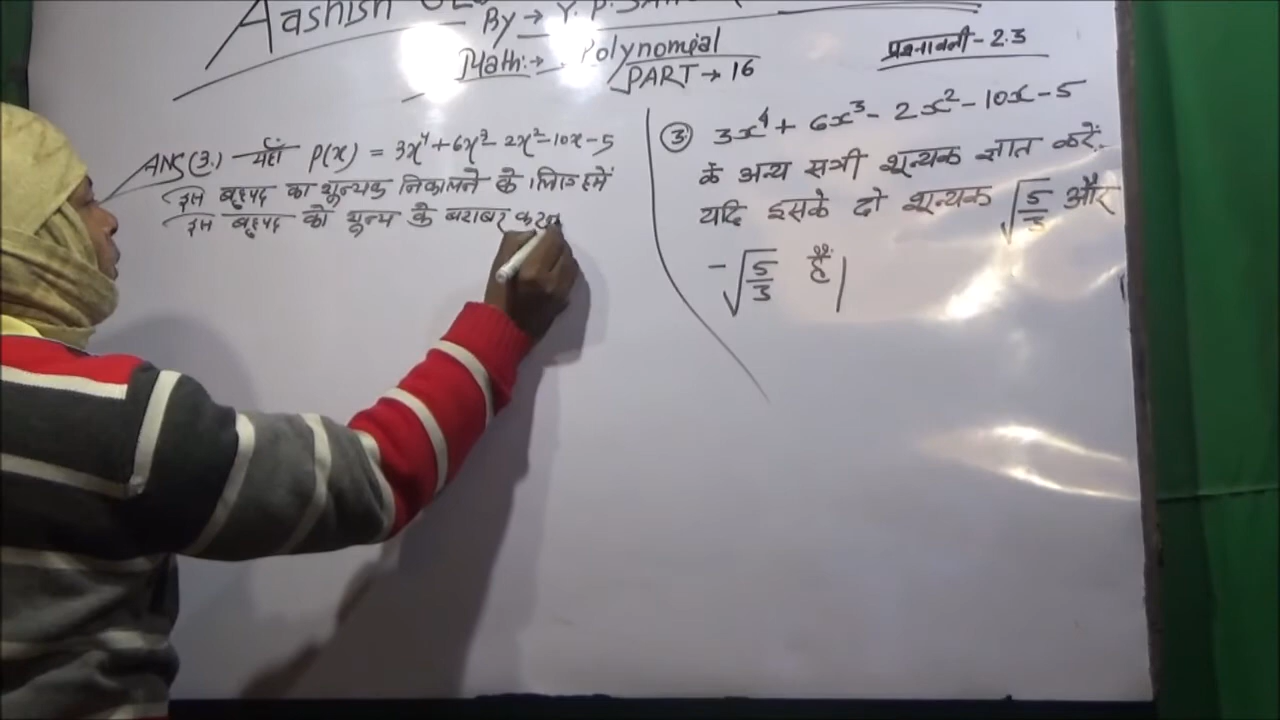 Aashish
By → Y. P.
Math:→ Polynomial
PART → 16
प्रश्नावली - 2.3
③ 3x⁴ + 6x³ - 2x² - 10x - 5
के अन्य सभी शून्यक ज्ञात करें.
यदि इसके दो शून्यक √5/3 और
-√5/3 हैं|
ANS (3.) यहाँ P(x) = 3x⁴ + 6x³ - 2x² - 10x - 5
इस बहुपद का शून्यक निकालने के लिए हमें
इस बहुपद को शून्य के बराबर